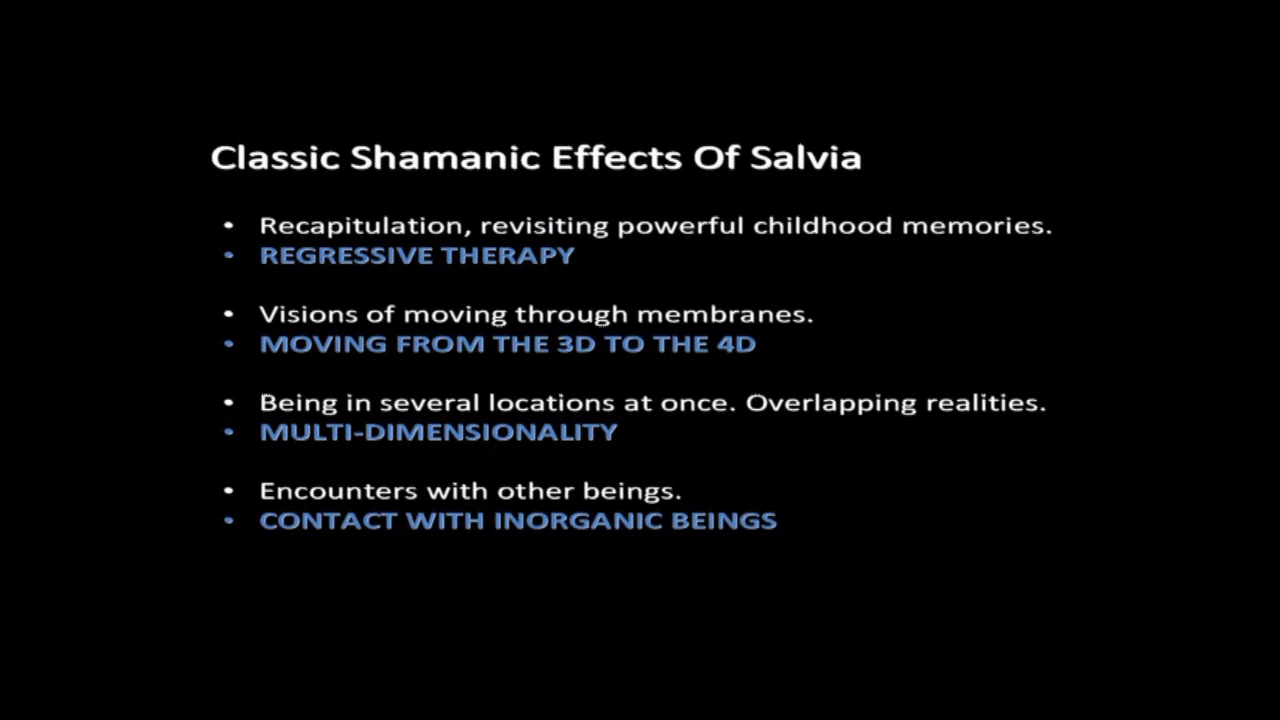 Classic Shamanic Effects Of Salvia
• Recapitulation, revisiting powerful childhood memories.
• REGRESSIVE THERAPY
• Visions of moving through membranes.
• MOVING FROM THE 3D TO THE 4D
• Being in several locations at once. Overlapping realities.
• MULTI-DIMENSIONALITY
• Encounters with other beings.
• CONTACT WITH INORGANIC BEINGS